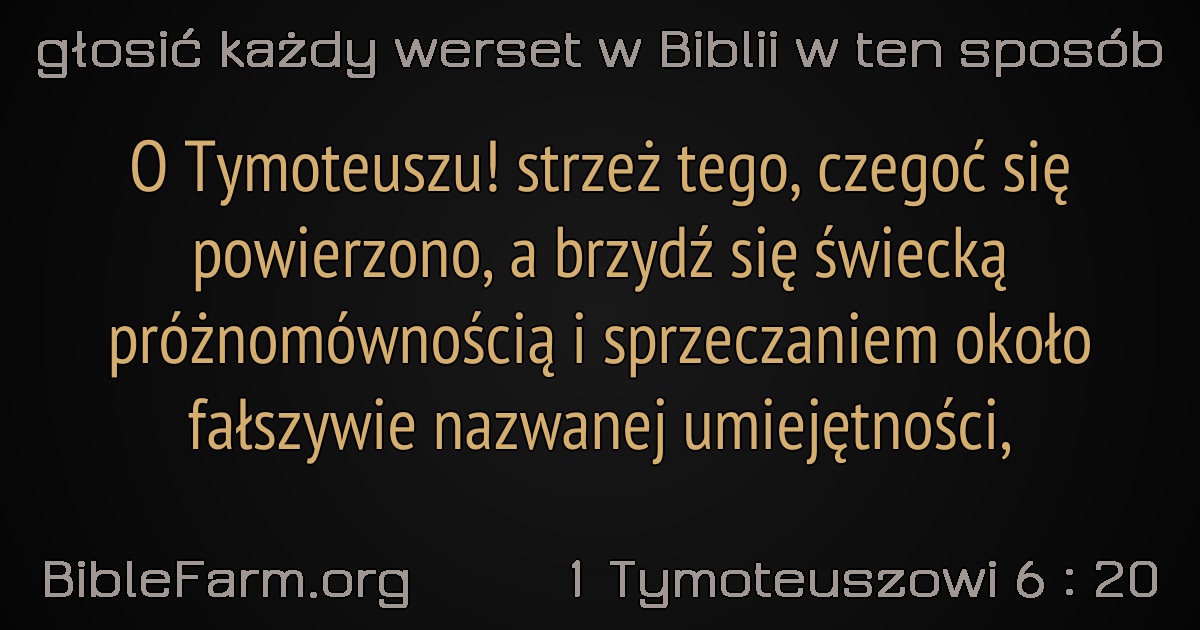 głosić każdy werset w Biblii w ten sposób
O Tymoteuszu! strzeż tego, czegoć się
powierzono, a brzydź się świecką
próżnomównością i sprzeczaniem około
fałszywie nazwanej umiejętności,
BibleFarm.org 1 Tymoteuszowi 6 : 20